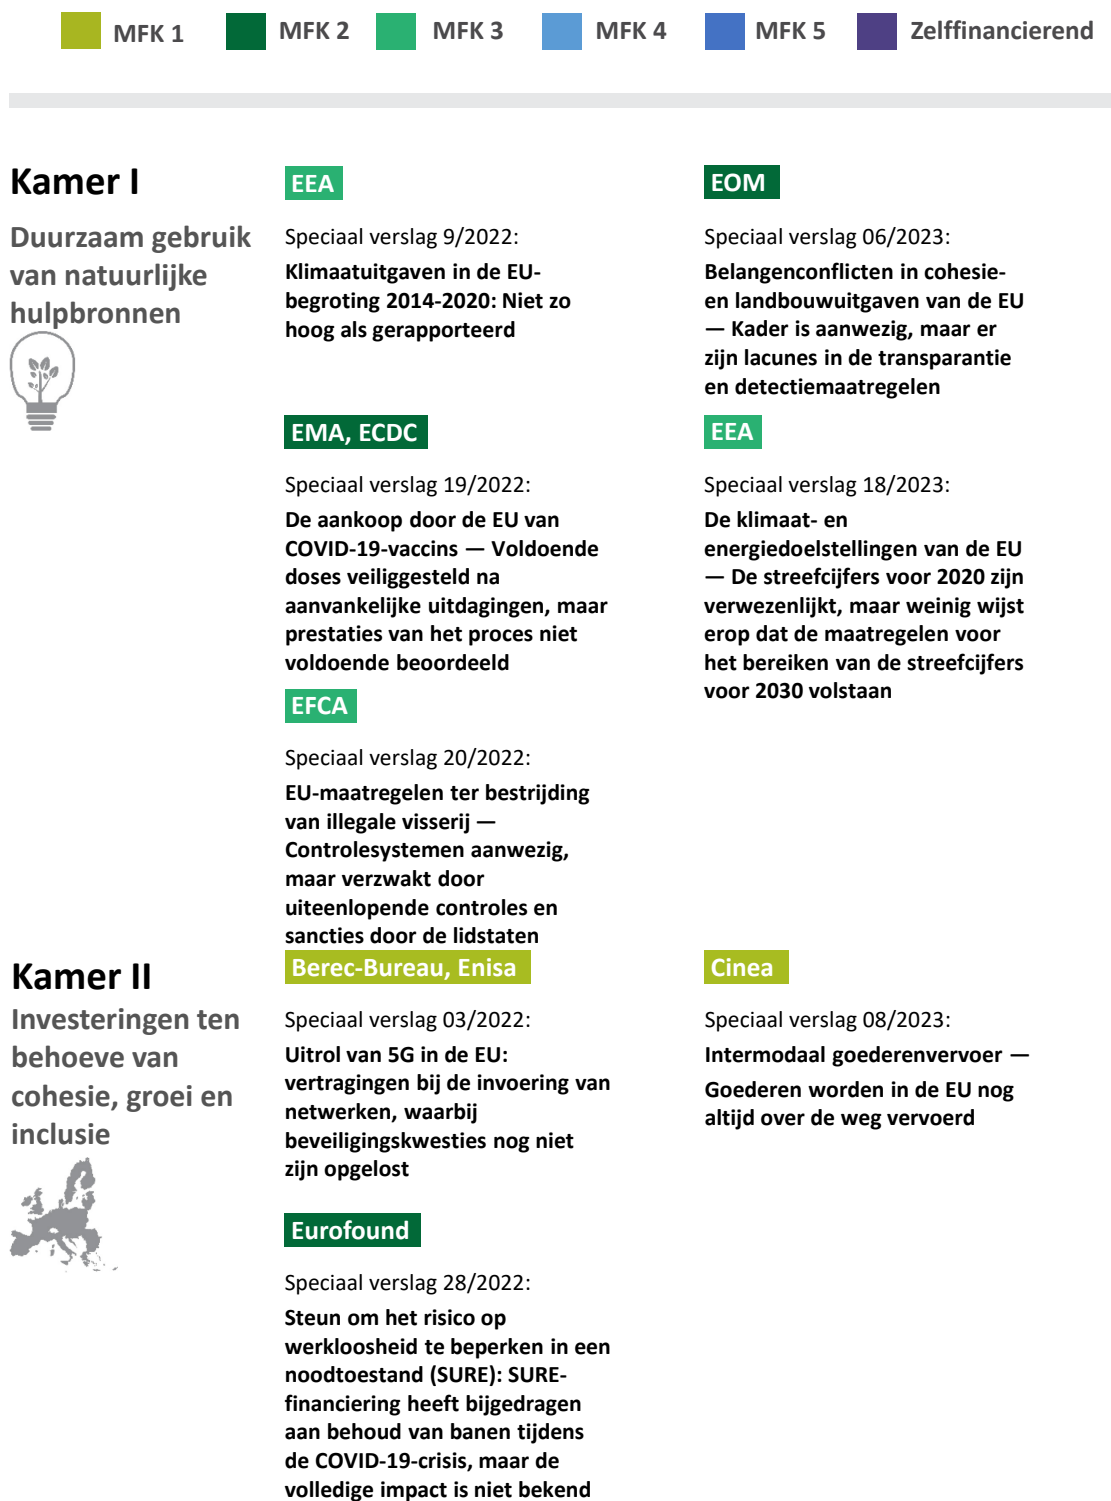 MFK 1
MFK 2
MFK 3
MFK 4
MFK 5
Zelffinancierend
Kamer I
Duurzaam gebruik
van natuurlijke
hulpbronnen
EEA
Speciaal verslag 9/2022:
Klimaatuitgaven in de EU-
begroting 2014-2020: Niet zo
hoog als gerapporteerd
EOM
Speciaal verslag 06/2023:
Belangenconflicten in cohesie-
en landbouwuitgaven van de EU
— Kader is aanwezig, maar er
zijn lacunes in de transparantie
en detectiemaatregelen
EMA, ECDC
Speciaal verslag 19/2022:
De aankoop door de EU van
COVID-19-vaccins — Voldoende
doses veiliggesteld na
aanvankelijke uitdagingen, maar
prestaties van het proces niet
voldoende beoordeeld
EEA
Speciaal verslag 18/2023:
De klimaat- en
energiedoelstellingen van de EU
— De streefcijfers voor 2020 zijn
verwezenlijkt, maar weinig wijst
erop dat de maatregelen voor
het bereiken van de streefcijfers
voor 2030 volstaan
EFCA
Speciaal verslag 20/2022:
EU-maatregelen ter bestrijding
van illegale visserij —
Controlesystemen aanwezig,
maar verzwakt door
uiteenlopende controles en
sancties door de lidstaten
Kamer II
Investeringen ten
behoeve van
cohesie, groei en
inclusie
Berec-Bureau, Enisa
Speciaal verslag 03/2022:
Uitrol van 5G in de EU:
vertragingen bij de invoering van
netwerken, waarbij
beveiligingskwesties nog niet
zijn opgelost
Cinea
Speciaal verslag 08/2023:
Intermodaal goederenvervoer —
Goederen worden in de EU nog
altijd over de weg vervoerd
Eurofound
Speciaal verslag 28/2022:
Steun om het risico op
werkloosheid te beperken in een
noodtoestand (SURE): SURE-
financiering heeft bijgedragen
aan behoud van banen tijdens
de COVID-19-crisis, maar de
volledige impact is niet bekend